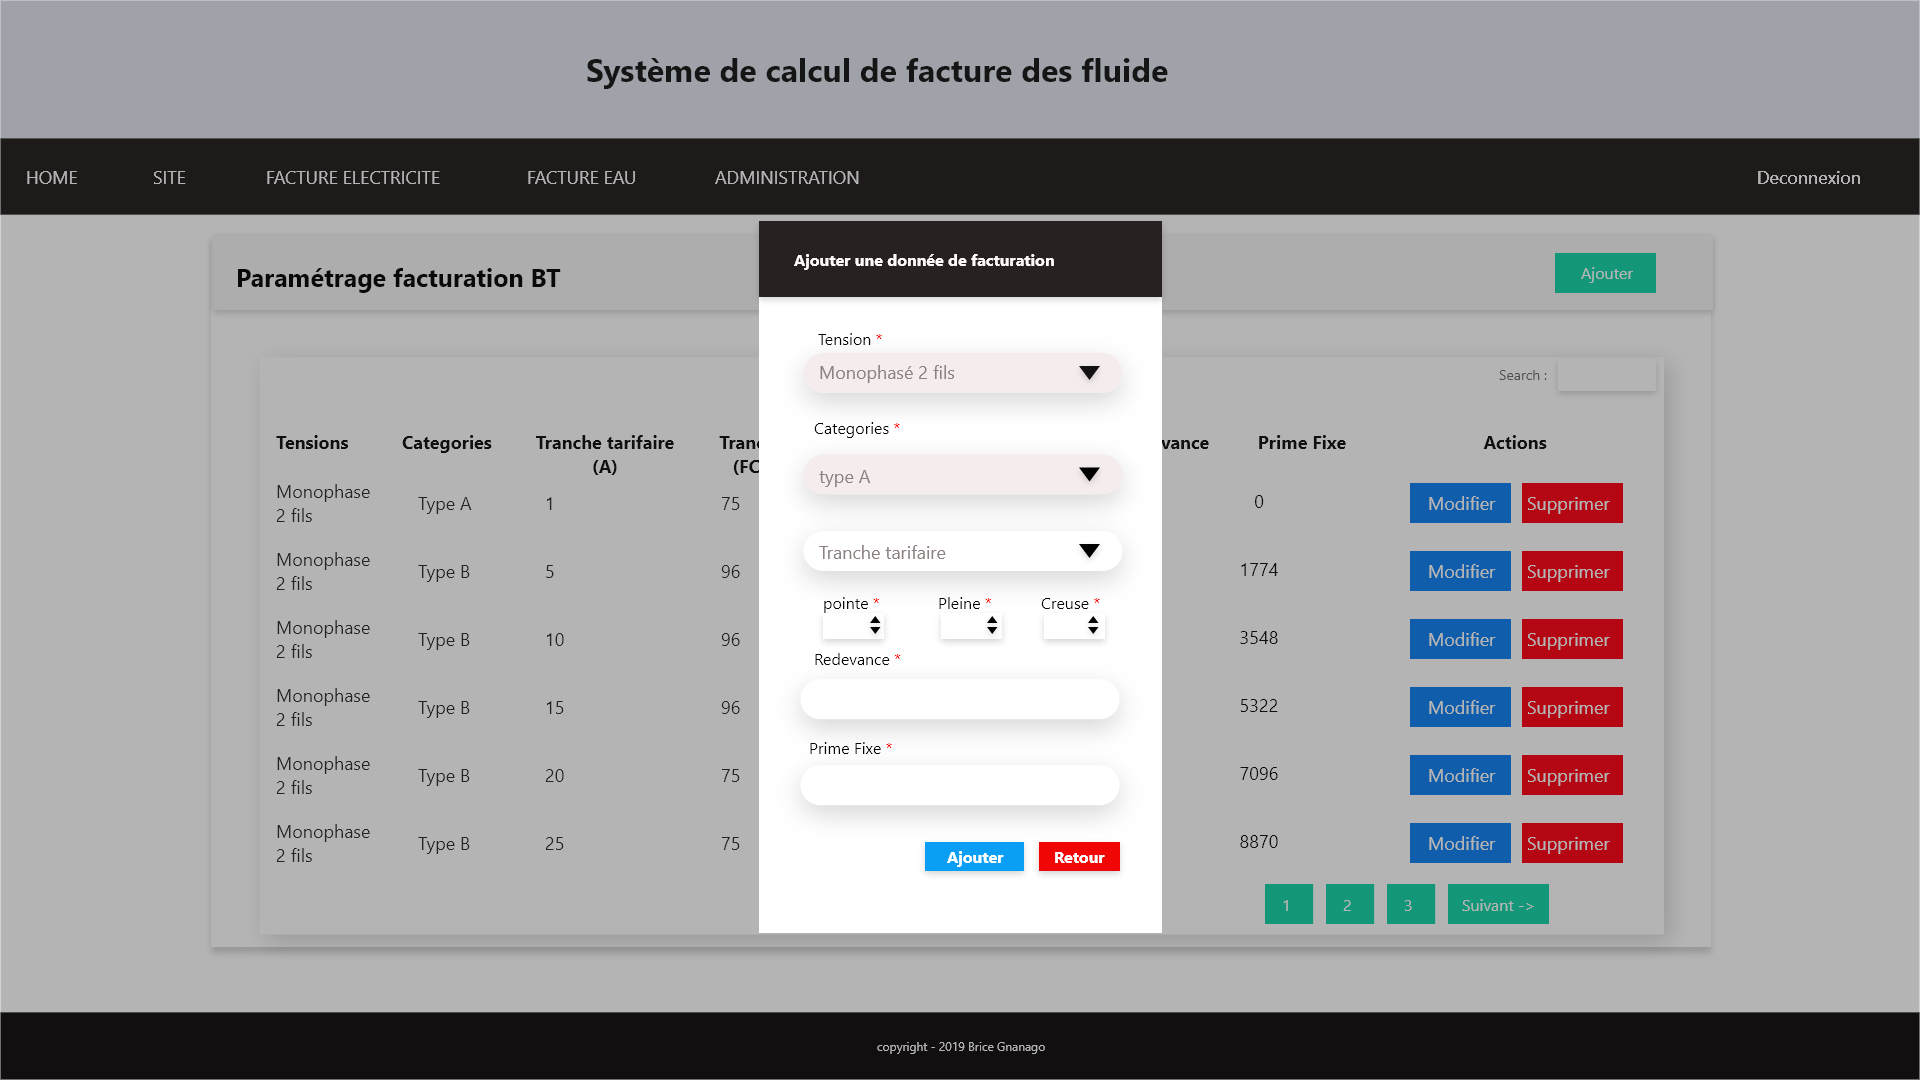 Système de calcul de facture des fluide
HOME SITE FACTURE ELECTRICITE FACTURE EAU ADMINISTRATION Deconnexion
Paramétrage facturation BT
Ajouter
Search :
Tensions Categories Tranche tarifaire (A) Tran (FC vance Prime Fixe Actions
Monophase 2 fils Type A 1 75 0 Modifier Supprimer
Monophase 2 fils Type B 5 96 1774 Modifier Supprimer
Monophase 2 fils Type B 10 96 3548 Modifier Supprimer
Monophase 2 fils Type B 15 96 5322 Modifier Supprimer
Monophase 2 fils Type B 20 75 7096 Modifier Supprimer
Monophase 2 fils Type B 25 75 8870 Modifier Supprimer
1 2 3 Suivant ->
Ajouter une donnée de facturation
Tension *
Monophasé 2 fils
Categories *
type A
Tranche tarifaire
pointe * Pleine * Creuse *
Redevance *
Prime Fixe *
Ajouter Retour
copyright - 2019 Brice Gnanago